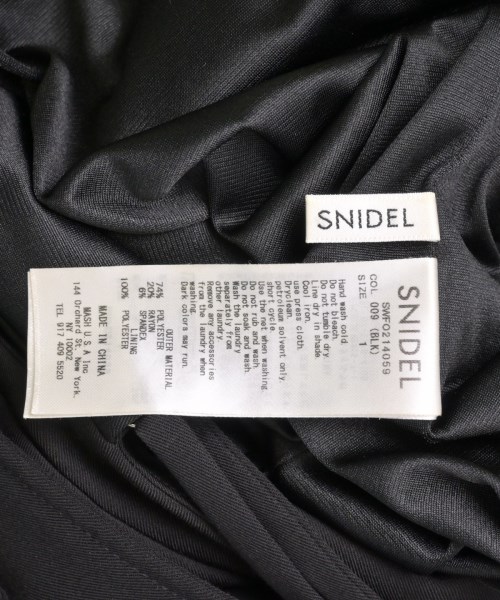 SNIDEL
SNIDEL
SWFO214059
COL 009 (BLK)
SIZE 1
Hand wash cold.
Do not bleach.
Do not tumble dry
Line dry in shade.
Cool iron.
use press cloth.
Dryclean,
petroleum solvent only.
short cycle.
Use the net when washing.
Do not rub and wash
Do not soak and wash.
Wash the laundry
separate from
other laundry.
Remove any accessories
from the laundry when
washing.
Dark colors may run.
OUTER MATERIAL
74% POLYESTER
20% RAYON
6% SPANDEX
LINING
100% POLYESTER
MADE IN CHINA
MASH U.S.A Inc.
144 Orchard St. New York.
NY 10002
TEL 917 409 5520